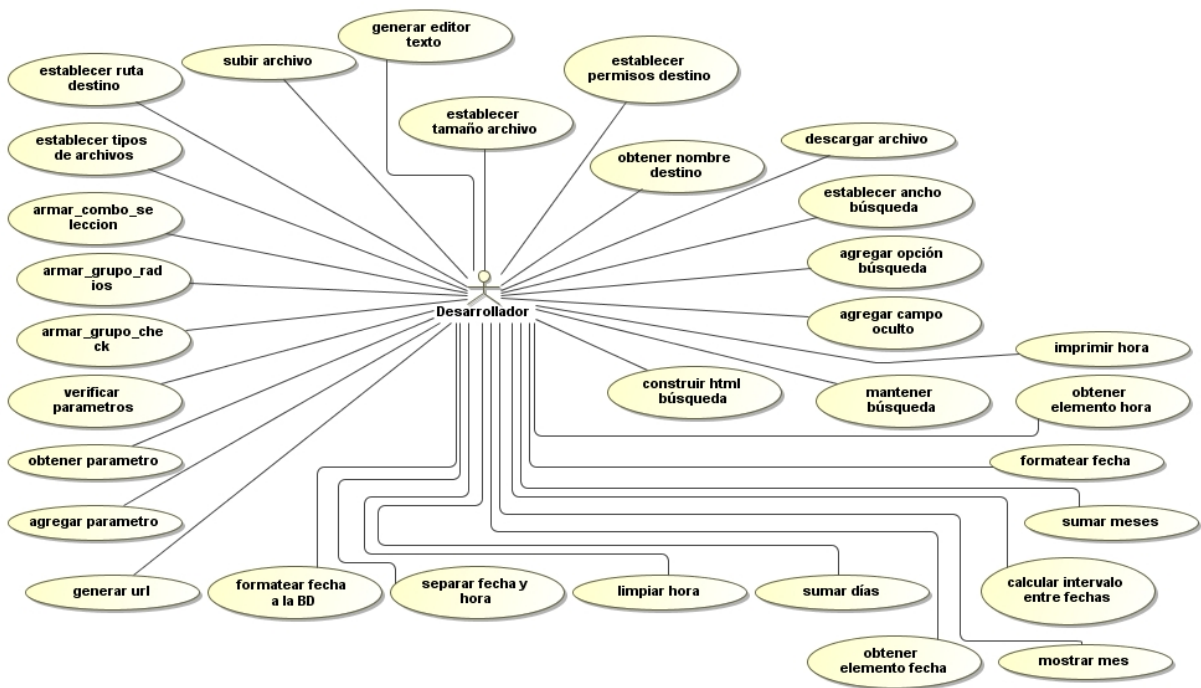 generar editor
texto
subir archivo
establecer ruta
destino
establecer
permisos destino
establecer
tamaño archivo
establecer tipos
de archivos
descargar archivo
obtener nombre
destino
armar_combo_se
leccion
establecer ancho
búsqueda
armar_grupo_rad
ios
agregar opción
búsqueda
Desarrollador
armar_grupo_che
ck
agregar campo
oculto
imprimir hora
verificar
parametros
construir html
búsqueda
mantener
búsqueda
obtener
elemento hora
obtener parametro
formatear fecha
agregar parametro
sumar meses
generar url
formatear fecha
a la BD
separar fecha y
hora
limpiar hora
sumar días
calcular intervalo
entre fechas
obtener
elemento fecha
mostrar mes